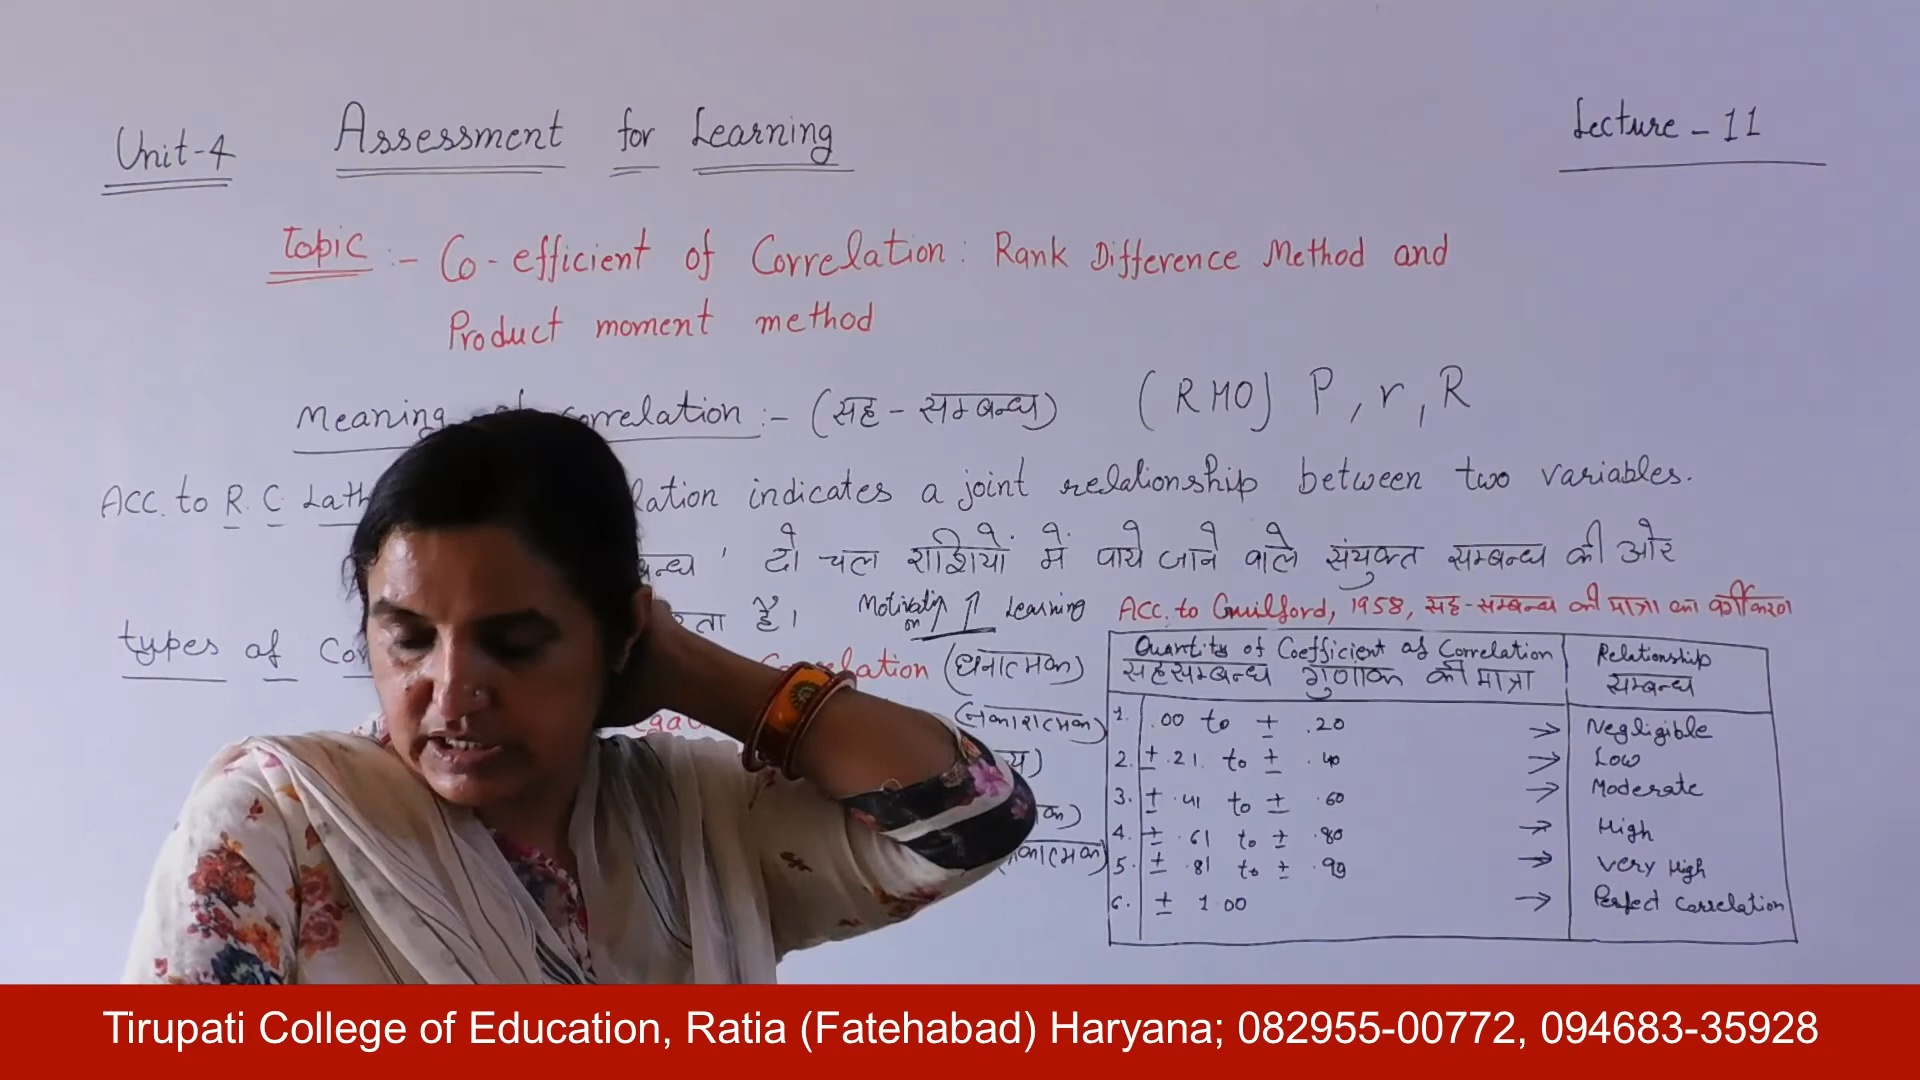 Unit-4 Assessment for Learning Lecture - 11
Topic :- Co-efficient of Correlation: Rank Difference Method and
Product moment method
Meaning of correlation :- (सह - सम्बन्ध) (RHO) P, r, R
Acc. to R. C. Lath lation indicates a joint relationship between two variables.
न्ध ' दो चल राशियों में पाये जाने वाले संयुक्त सम्बन्ध की ओर
ता है।
Motivation ↑ Learning
types of Co lation (धनात्मक)
(नकारात्मक)
Acc. to Guilford, 1958, सह-सम्बन्ध की मात्रा का वर्गीकरण
Quantity of Coefficient of Correlation Relationship
सहसम्बन्ध गुणांक की मात्रा सम्बन्ध
1. .00 to ± .20 → Negligible
2. ± .21 to ± .40 → Low
3. ± .41 to ± .60 → Moderate
4. ± .61 to ± .80 → High
5. ± .81 to ± .99 → Very High
6. ± 1.00 → Perfect Correlation
Tirupati College of Education, Ratia (Fatehabad) Haryana; 082955-00772, 094683-35928